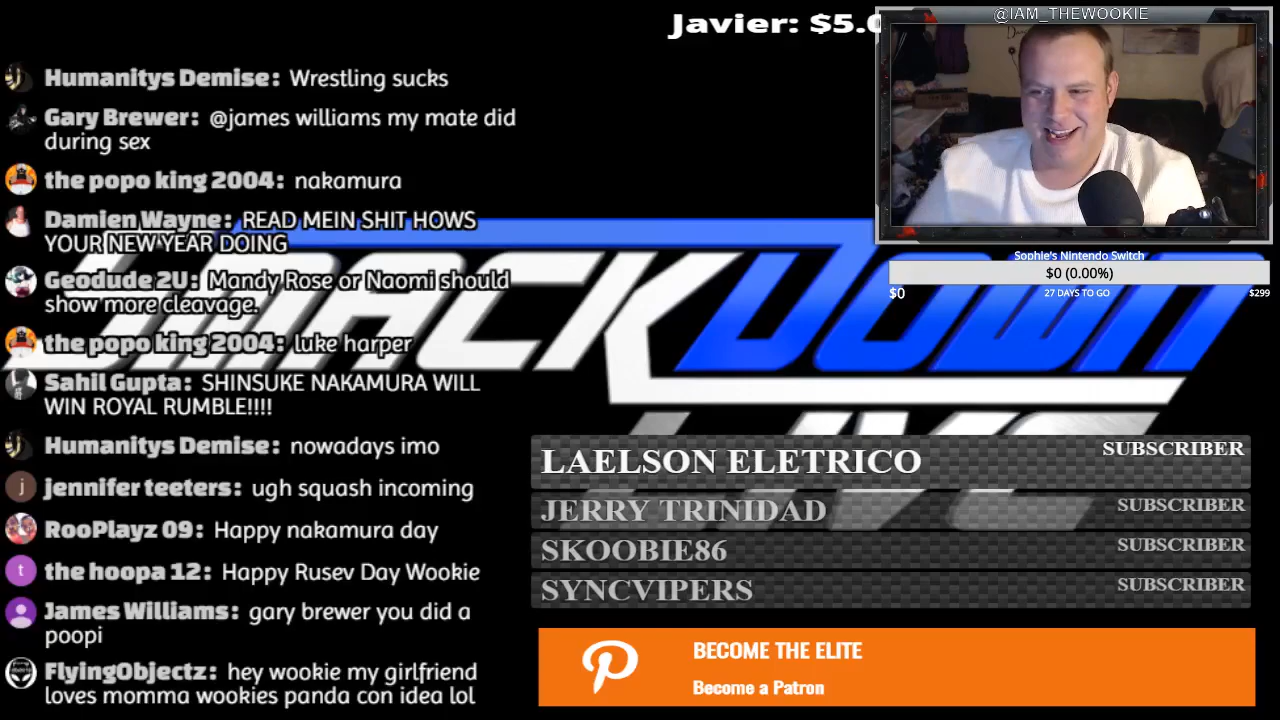 Javier: $5.0
@IAM_THEWOOKIE
Humanitys Demise: Wrestling sucks
Gary Brewer: @james williams my mate did
during sex
the popo king 2004: nakamura
Damien Wayne: READ MEIN SHIT HOWS
YOUR NEW YEAR DOING
Geodude 2U: Mandy Rose or Naomi should
show more cleavage.
the popo king 2004: luke harper
Sahil Gupta: SHINSUKE NAKAMURA WILL
WIN ROYAL RUMBLE!!!!
Humanitys Demise: nowadays imo
j
jennifer teeters: ugh squash incoming
RooPlayz 09: Happy nakamura day
t
the hoopa 12: Happy Rusev Day Wookie
James Williams: gary brewer you did a
poopi
FlyingObjectz: hey wookie my girlfriend
loves momma wookies panda con idea lol
Sophie's Nintendo Switch
$0 (0.00%)
$0 27 DAYS TO GO $299
SMACKDOWN
LIVE
LAELSON ELETRICO SUBSCRIBER
JERRY TRINIDAD SUBSCRIBER
SKOOBIE86 SUBSCRIBER
SYNCVIPERS SUBSCRIBER
BECOME THE ELITE
Become a Patron